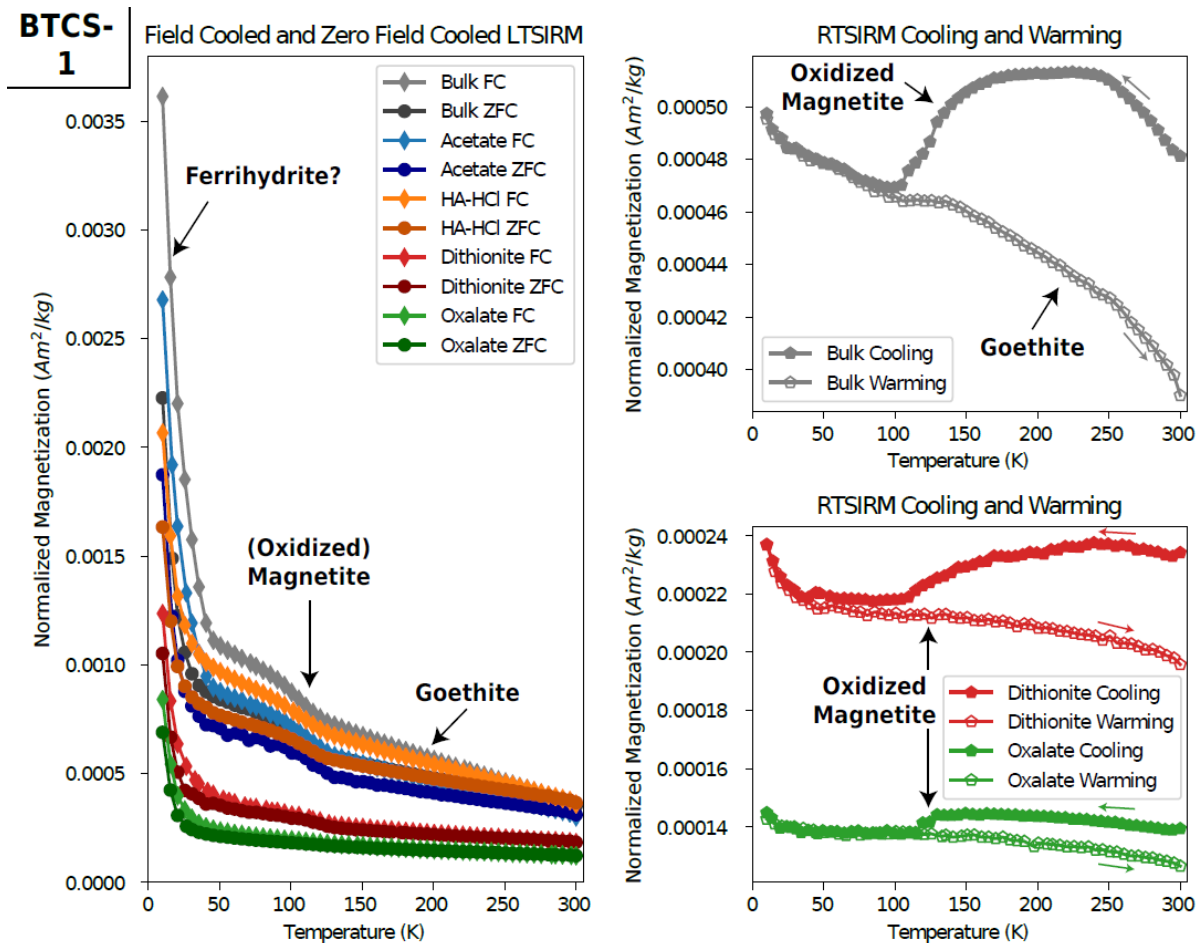 BTCS-
1
Field Cooled and Zero Field Cooled LTSIRM
Normalized Magnetization (Am²/kg)
0.0035
0.0030
0.0025
0.0020
0.0015
0.0010
0.0005
0.0000
Bulk FC
Bulk ZFC
Acetate FC
Acetate ZFC
HA-HCl FC
HA-HCl ZFC
Dithionite FC
Dithionite ZFC
Oxalate FC
Oxalate ZFC
Ferrihydrite?
(Oxidized)
Magnetite
Goethite
0 50 100 150 200 250 300
Temperature (K)
RTSIRM Cooling and Warming
Normalized Magnetization (Am²/kg)
0.00050
0.00048
0.00046
0.00044
0.00042
0.00040
Oxidized
Magnetite
Goethite
Bulk Cooling
Bulk Warming
0 50 100 150 200 250 300
Temperature (K)
RTSIRM Cooling and Warming
Normalized Magnetization (Am²/kg)
0.00024
0.00022
0.00020
0.00018
0.00016
0.00014
Oxidized
Magnetite
Dithionite Cooling
Dithionite Warming
Oxalate Cooling
Oxalate Warming
0 50 100 150 200 250 300
Temperature (K)